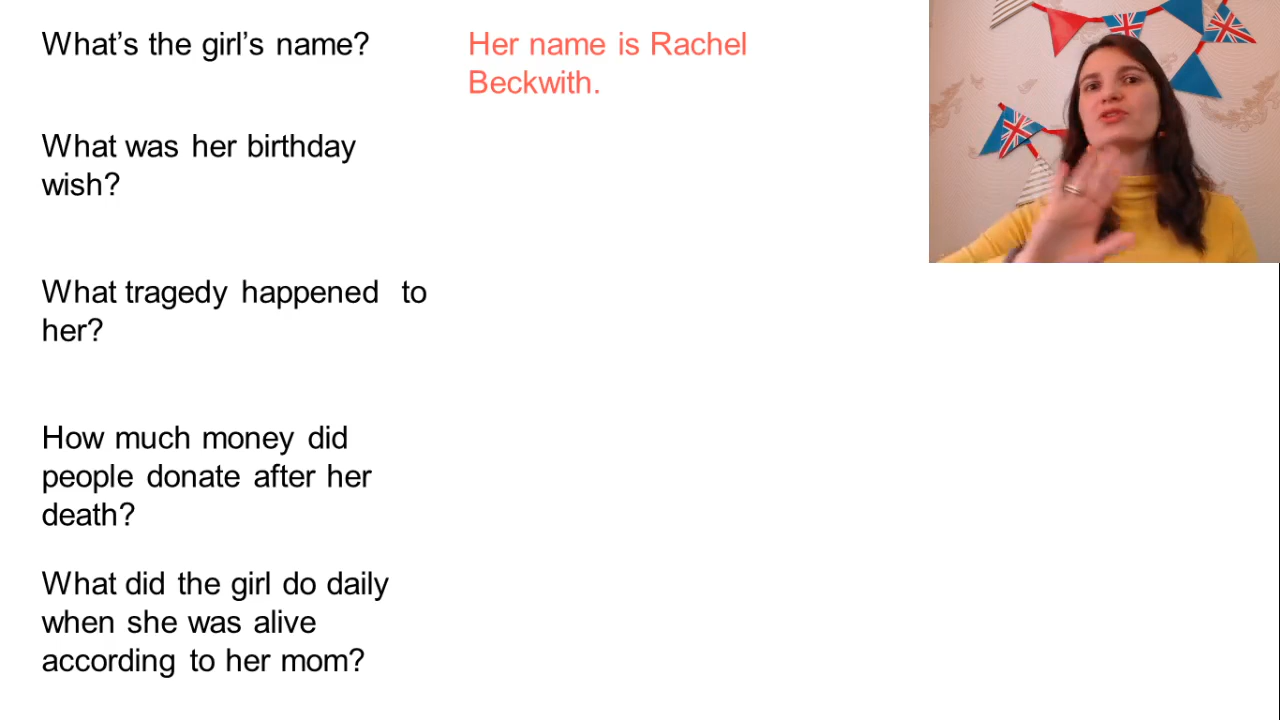 What's the girl's name?
Her name is Rachel
Beckwith.
What was her birthday
wish?
What tragedy happened to
her?
How much money did
people donate after her
death?
What did the girl do daily
when she was alive
according to her mom?